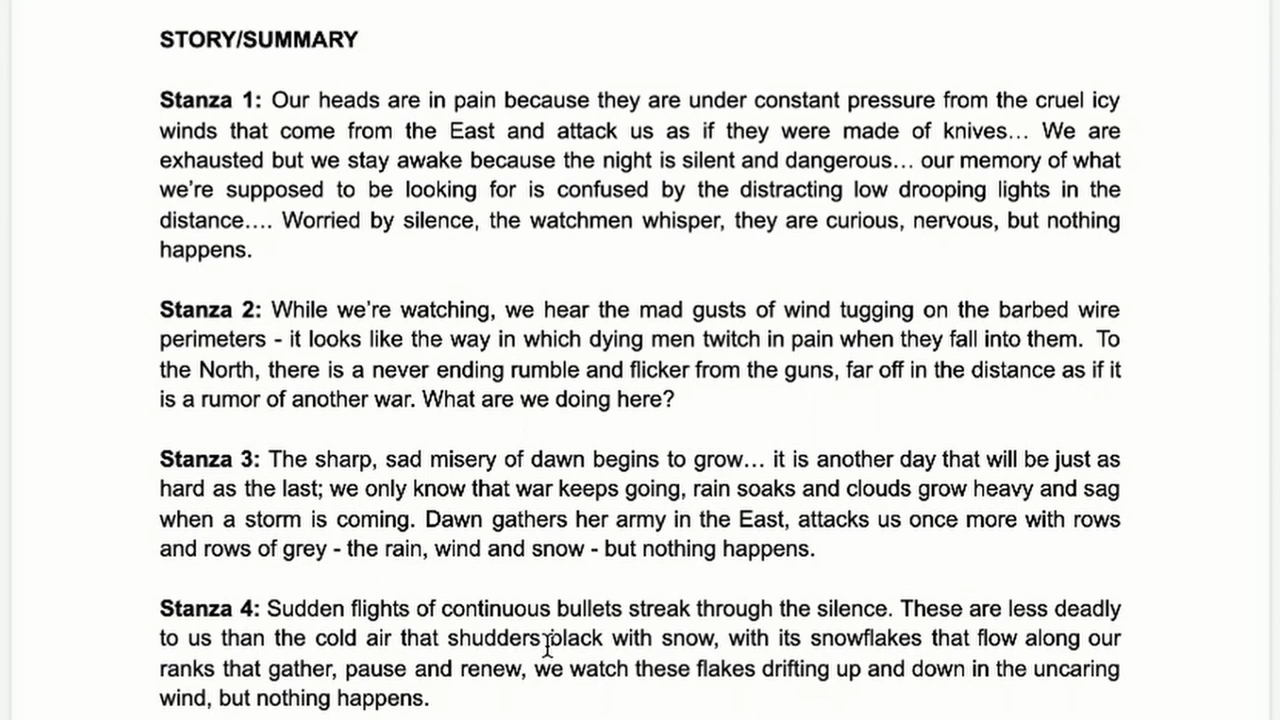 STORY/SUMMARY
Stanza 1: Our heads are in pain because they are under constant pressure from the cruel icy
winds that come from the East and attack us as if they were made of knives… We are
exhausted but we stay awake because the night is silent and dangerous… our memory of what
we're supposed to be looking for is confused by the distracting low drooping lights in the
distance…. Worried by silence, the watchmen whisper, they are curious, nervous, but nothing
happens.
Stanza 2: While we're watching, we hear the mad gusts of wind tugging on the barbed wire
perimeters - it looks like the way in which dying men twitch in pain when they fall into them. To
the North, there is a never ending rumble and flicker from the guns, far off in the distance as if it
is a rumor of another war. What are we doing here?
Stanza 3: The sharp, sad misery of dawn begins to grow… it is another day that will be just as
hard as the last; we only know that war keeps going, rain soaks and clouds grow heavy and sag
when a storm is coming. Dawn gathers her army in the East, attacks us once more with rows
and rows of grey - the rain, wind and snow - but nothing happens.
Stanza 4: Sudden flights of continuous bullets streak through the silence. These are less deadly
to us than the cold air that shudders black with snow, with its snowflakes that flow along our
ranks that gather, pause and renew, we watch these flakes drifting up and down in the uncaring
wind, but nothing happens.